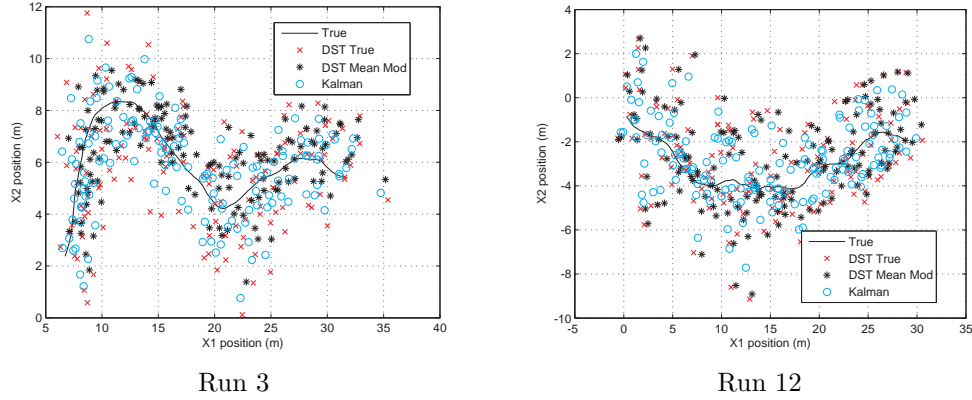 12
10
8
6
4
2
0
X2 position (m)
5 10 15 20 25 30 35 40
X1 position (m)
True
DST True
DST Mean Mod
Kalman
Run 3
4
2
0
-2
-4
-6
-8
-10
X2 position (m)
-5 0 5 10 15 20 25 30 35
X1 position (m)
True
DST True
DST Mean Mod
Kalman
Run 12